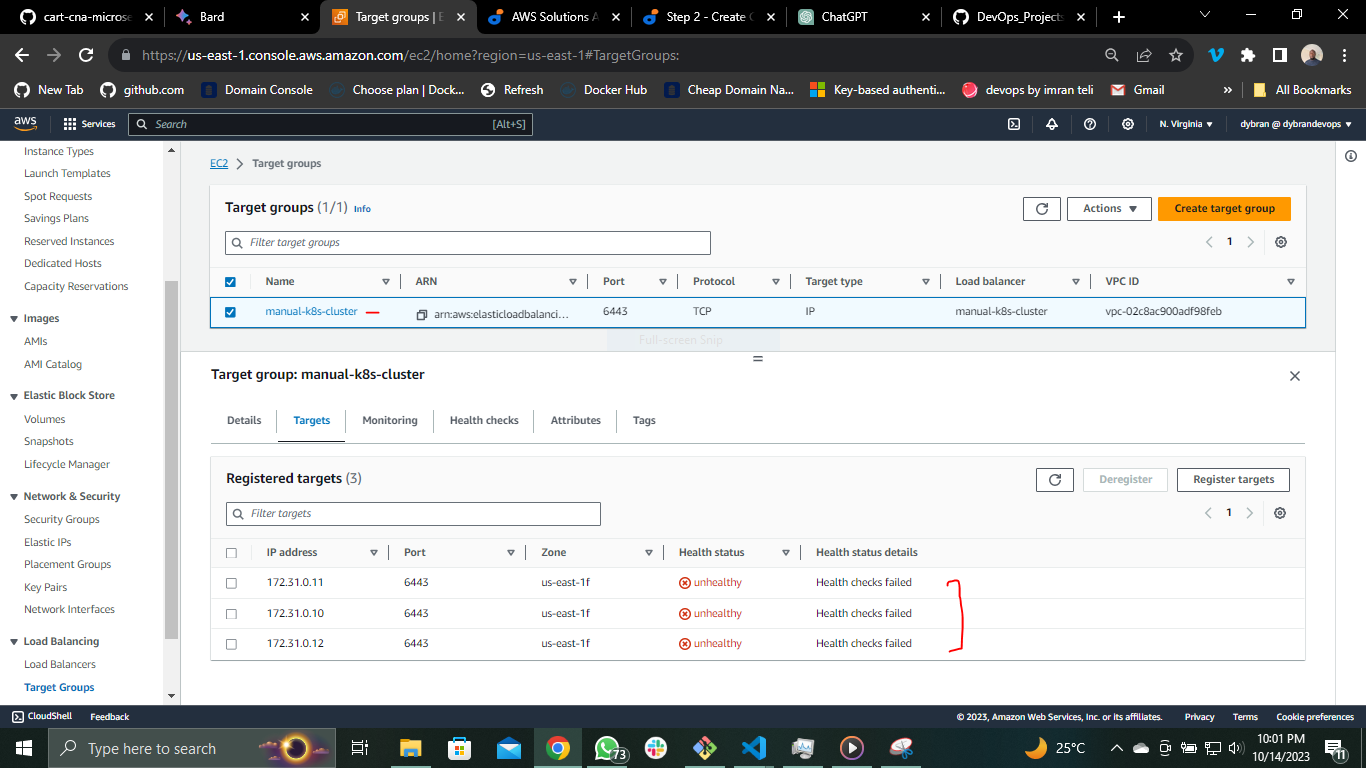 cart-cna-microse
Bard
Target groups | E
AWS Solutions A
Step 2 - Create C
ChatGPT
DevOps_Projects
https://us-east-1.console.aws.amazon.com/ec2/home?region=us-east-1#TargetGroups:
New Tab
github.com
Domain Console
Choose plan | Dock...
Refresh
Docker Hub
Cheap Domain Na...
Key-based authenti...
devops by imran teli
Gmail
»
All Bookmarks
aws
Services
Search
[Alt+S]
N. Virginia
dybran @ dybrandevops
Instance Types
Launch Templates
Spot Requests
Savings Plans
Reserved Instances
Dedicated Hosts
Capacity Reservations
Images
AMIs
AMI Catalog
Elastic Block Store
Volumes
Snapshots
Lifecycle Manager
Network & Security
Security Groups
Elastic IPs
Placement Groups
Key Pairs
Network Interfaces
Load Balancing
Load Balancers
Target Groups
EC2 > Target groups
Target groups (1/1) Info
Actions
Create target group
Filter target groups
1
Name ARN Port Protocol Target type Load balancer VPC ID
manual-k8s-cluster arn:aws:elasticloadbalanci... 6443 TCP IP manual-k8s-cluster vpc-02c8ac900adf98feb
Full-screen Snip
Target group: manual-k8s-cluster
Details Targets Monitoring Health checks Attributes Tags
Registered targets (3)
Deregister
Register targets
Filter targets
1
IP address Port Zone Health status Health status details
172.31.0.11 6443 us-east-1f unhealthy Health checks failed
172.31.0.10 6443 us-east-1f unhealthy Health checks failed
172.31.0.12 6443 us-east-1f unhealthy Health checks failed
CloudShell Feedback
© 2023, Amazon Web Services, Inc. or its affiliates. Privacy Terms Cookie preferences
Type here to search
73
25°C
10:01 PM
10/14/2023
11